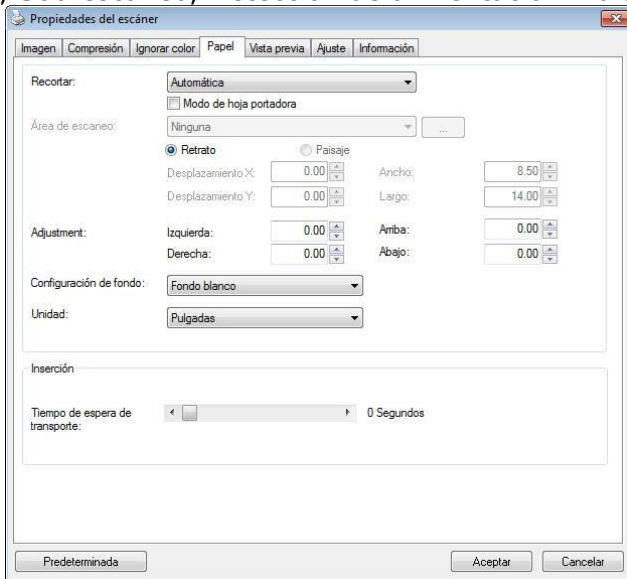 Propiedades del escáner
Imagen Compresión Ignorar color Papel Vista previa Ajuste Información
Recortar: Automática
Modo de hoja portadora
Área de escaneo: Ninguna ...
Retrato Paisaje
Desplazamiento X: 0.00 Ancho: 8.50
Desplazamiento Y: 0.00 Largo: 14.00
Adjustment: Izquierda: 0.00 Arriba: 0.00
Derecha: 0.00 Abajo: 0.00
Configuración de fondo: Fondo blanco
Unidad: Pulgadas
Inserción
Tiempo de espera de 0 Segundos
transporte:
Predeterminada Aceptar Cancelar